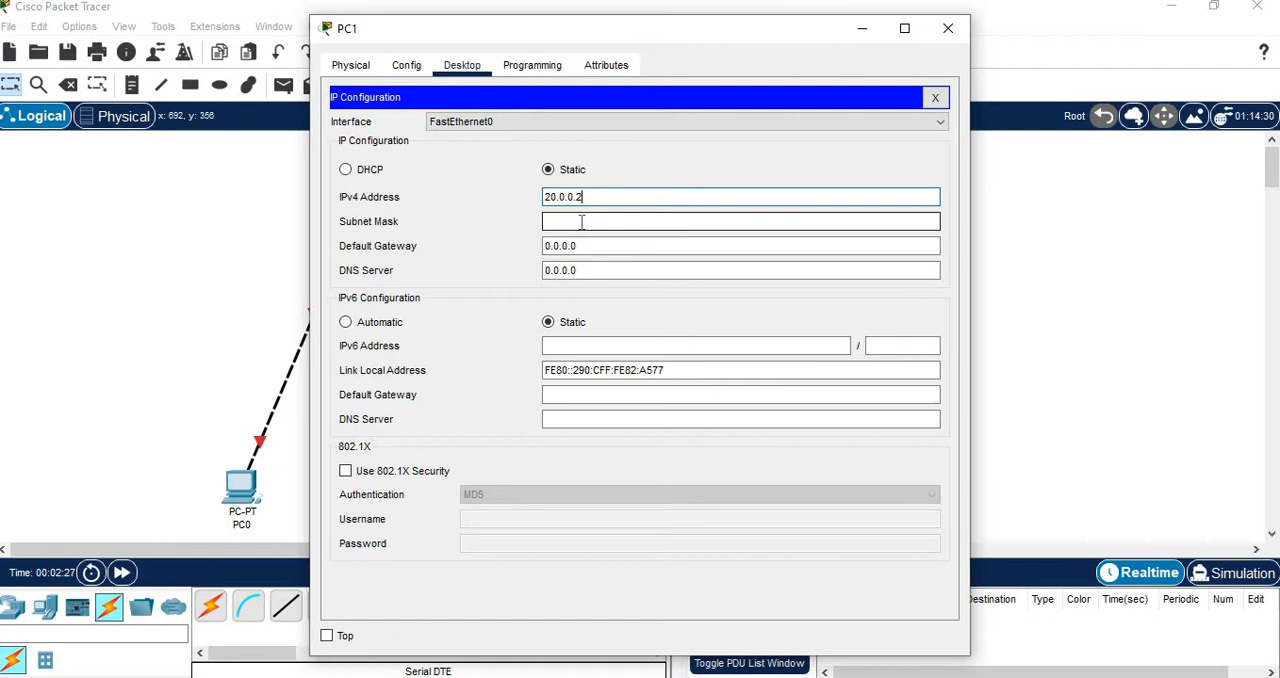 Cisco Packet Tracer
File Edit Options View Tools Extensions Window
PC1
Physical Config Desktop Programming Attributes
IP Configuration X
Interface FastEthernet0
IP Configuration
DHCP Static
IPv4 Address 20.0.0.2
Subnet Mask
Default Gateway 0.0.0.0
DNS Server 0.0.0.0
IPv6 Configuration
Automatic Static
IPv6 Address /
Link Local Address FE80::290:CFF:FE82:A577
Default Gateway
DNS Server
802.1X
Use 802.1X Security
Authentication MD5
Username
Password
Top
Logical Physical x: 692, y: 356
Root 01:14:30
PC-PT
PC0
Time: 00:02:27
Realtime Simulation
Type Color Time(sec) Periodic Num Edit
Serial DTE
Toggle PDU List Window